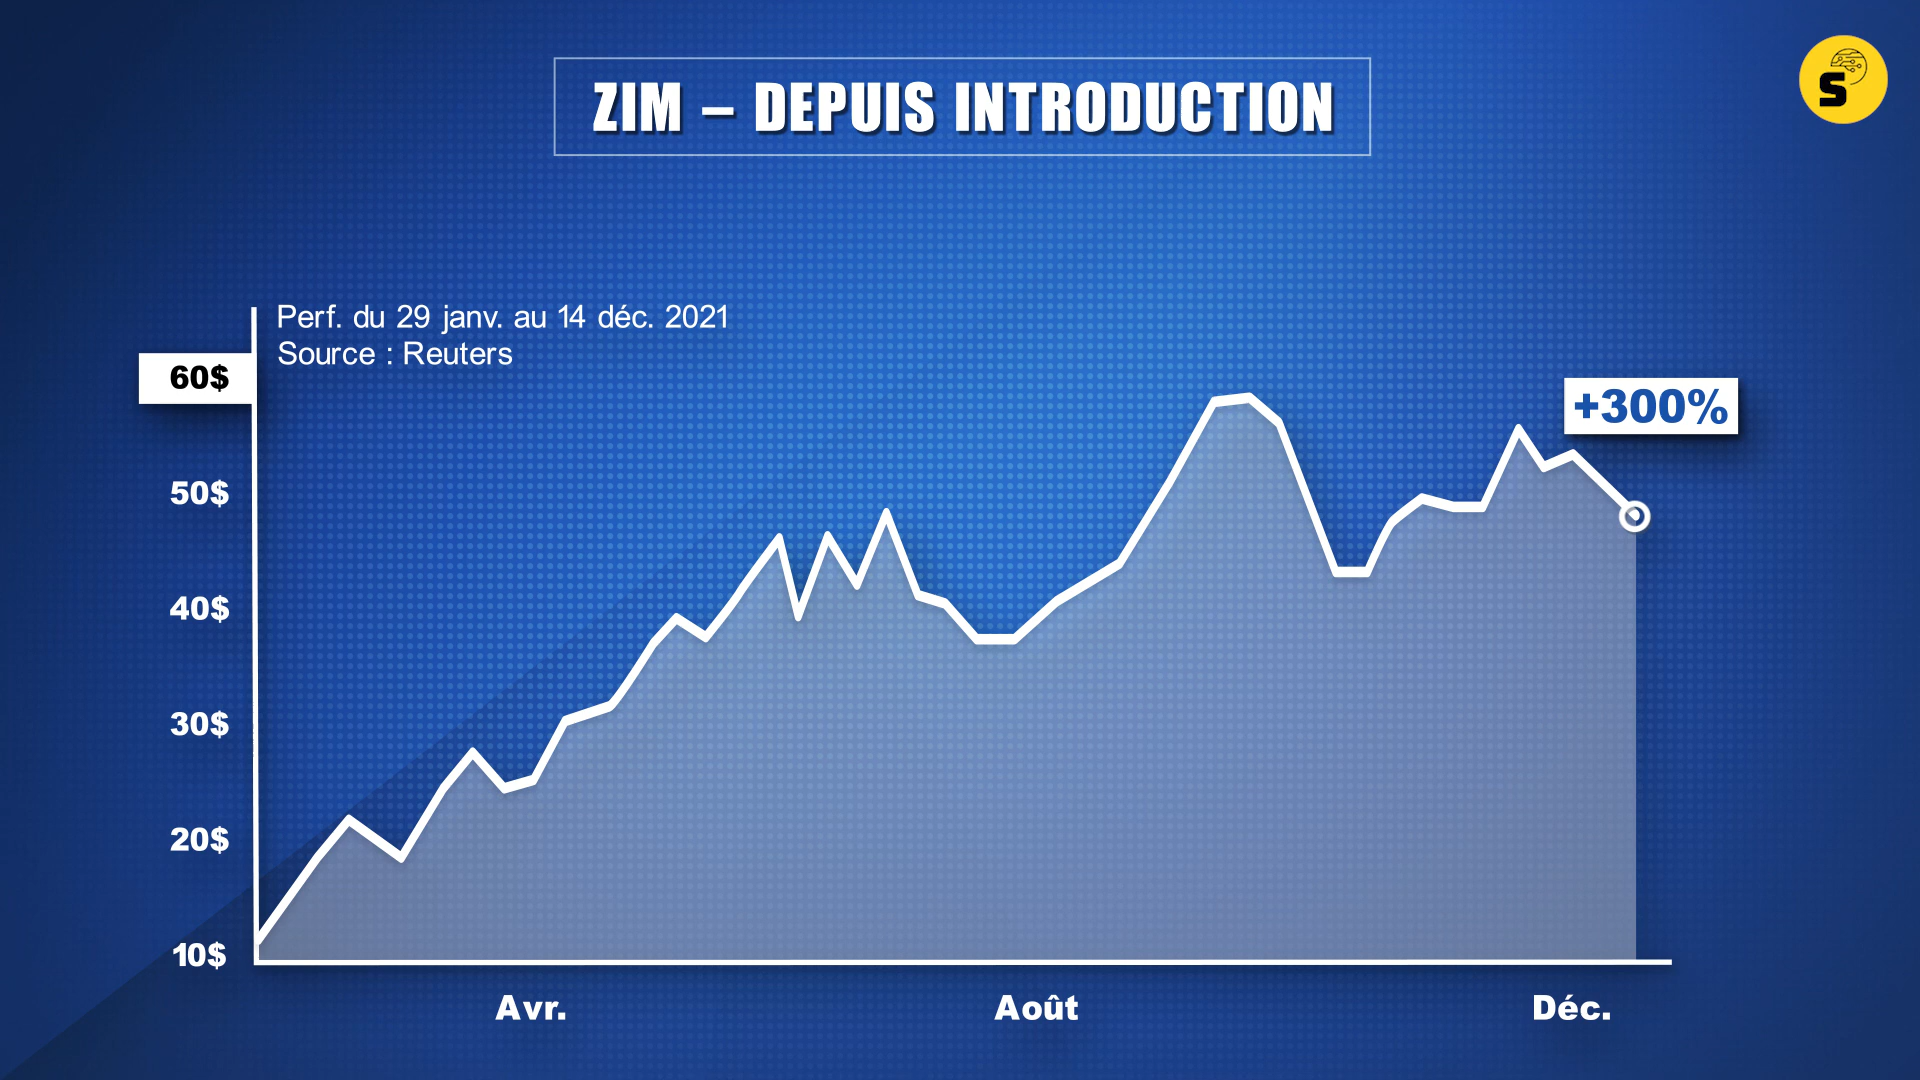 ZIM – DEPUIS INTRODUCTION
S
Perf. du 29 janv. au 14 déc. 2021
Source : Reuters
60$
+300%
50$
40$
30$
20$
10$
Avr.
Août
Déc.